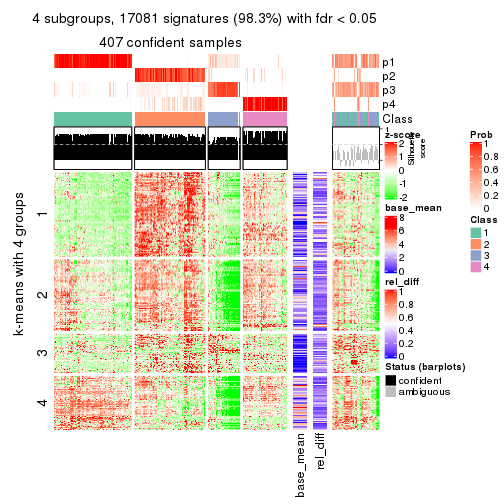 4 subgroups, 17081 signatures (98.3%) with fdr < 0.05
407 confident samples
p1
p2
p3
p4
Class
1
Silhouette
score
k-means with 4 groups
1
2
3
4
base_mean
rel_diff
z-score
2
1
0
-1
-2
base_mean
8
6
4
2
0
rel_diff
1
0.8
0.6
0.4
0.2
0
Status (barplots)
confident
ambiguous
Prob
1
0.8
0.6
0.4
0.2
0
Class
1
2
3
4